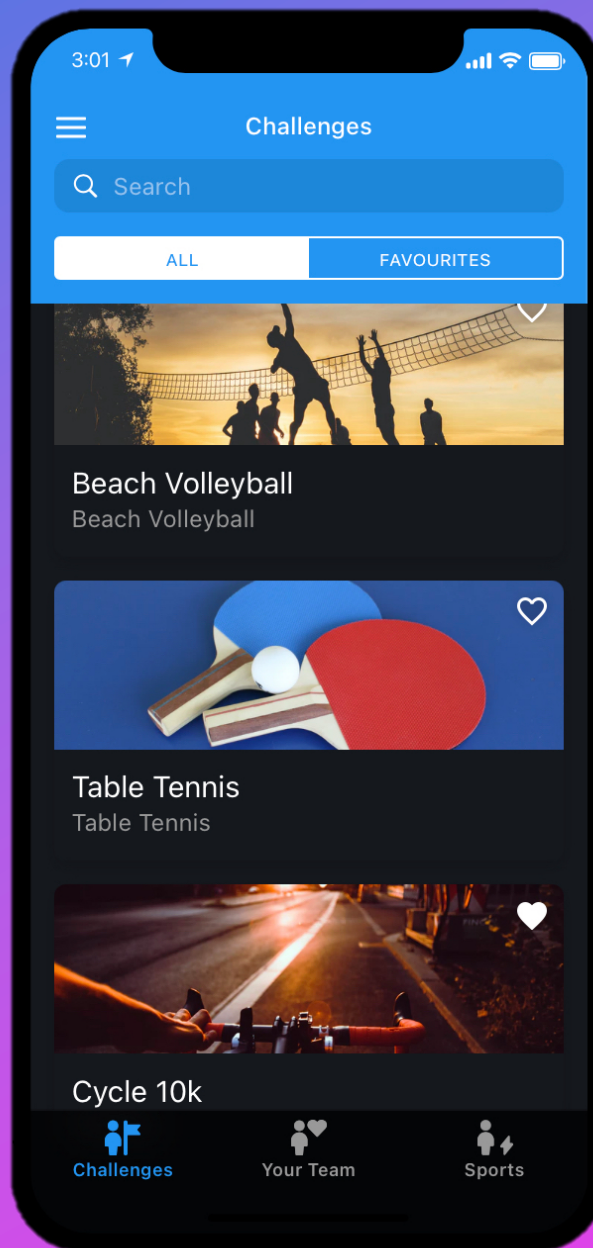 3:01
Challenges
Search
ALL
FAVOURITES
Beach Volleyball
Beach Volleyball
Table Tennis
Table Tennis
Cycle 10k
Challenges
Your Team
Sports